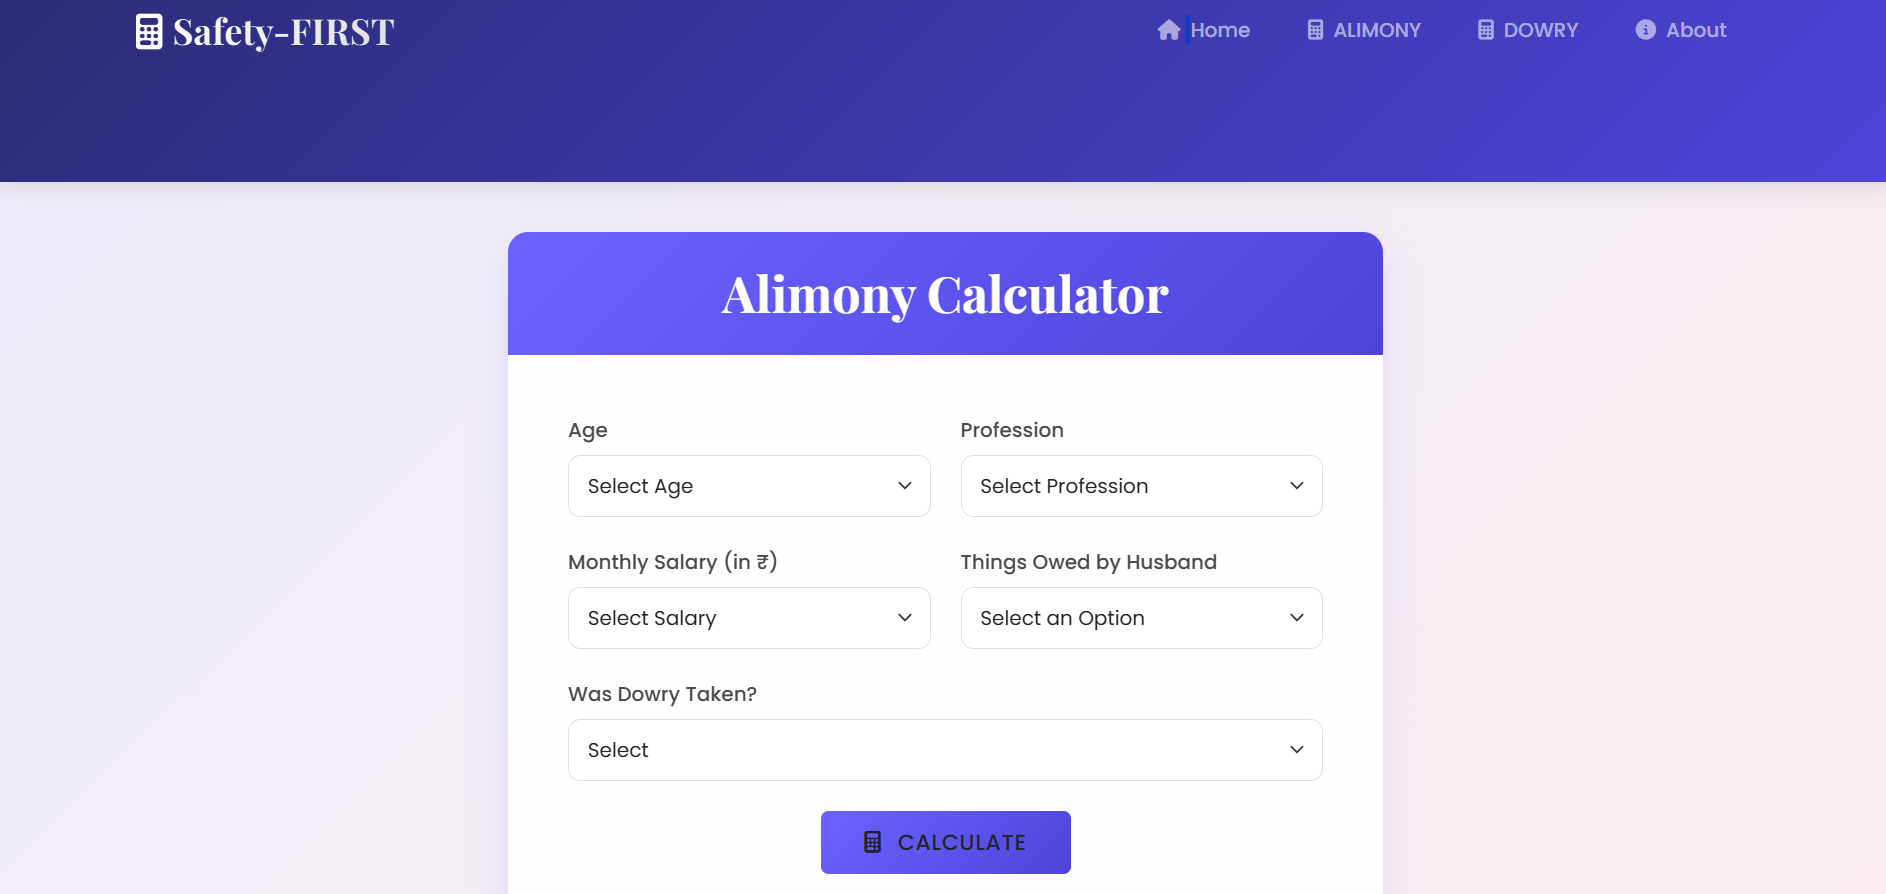 Safety-FIRST
Home ALIMONY DOWRY About
Alimony Calculator
Age Profession
Select Age Select Profession
Monthly Salary (in ₹) Things Owed by Husband
Select Salary Select an Option
Was Dowry Taken?
Select
CALCULATE